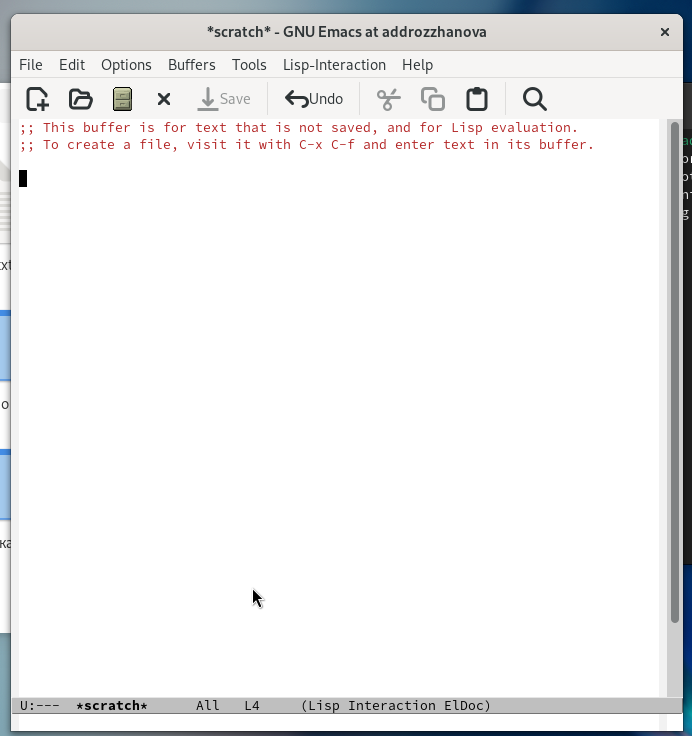 *scratch* - GNU Emacs at addrozzhanova
File Edit Options Buffers Tools Lisp-Interaction Help
Save Undo
;; This buffer is for text that is not saved, and for Lisp evaluation.
;; To create a file, visit it with C-x C-f and enter text in its buffer.
U:--- *scratch* All L4 (Lisp Interaction ElDoc)